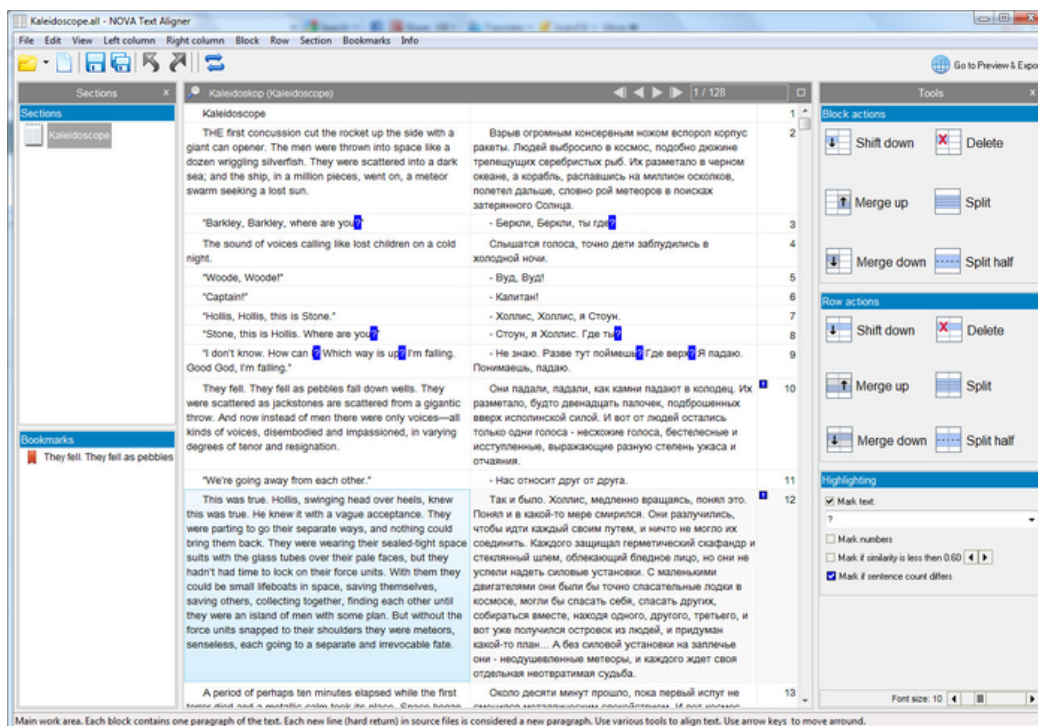 Kaleidoscope.all - NOVA Text Aligner
File Edit View Left column Right column Block Row Section Bookmarks Info
Go to Preview & Expo
Sections x
Sections
Kaleidoscope
Bookmarks
They fell. They fell as pebbles
Kaleidoskop (Kaleidoscope) 1 / 128
Kaleidoscope 1
THE first concussion cut the rocket up the side with a
giant can opener. The men were thrown into space like a
dozen wriggling silverfish. They were scattered into a dark
sea; and the ship, in a million pieces, went on, a meteor
swarm seeking a lost sun.
Взрыв огромным консервным ножом вспорол корпус
ракеты. Людей выбросило в космос, подобно дюжине
трепещущих серебристых рыб. Их разметало в черном
океане, а корабль, распавшись на миллион осколков,
полетел дальше, словно рой метеоров в поисках
затерянного Солнца.
2
"Barkley, Barkley, where are you?"
- Беркли, Беркли, ты где?
3
The sound of voices calling like lost children on a cold
night.
Слышатся голоса, точно дети заблудились в
холодной ночи.
4
"Woode, Woode!"
- Вуд, Вуд!
5
"Captain!"
- Капитан!
6
"Hollis, Hollis, this is Stone."
- Холлис, Холлис, я Стоун.
7
"Stone, this is Hollis. Where are you?"
- Стоун, я Холлис. Где ты?
8
"I don't know. How can I? Which way is up? I'm falling.
Good God, I'm falling."
- Не знаю. Разве тут поймешь? Где верх? Я падаю.
Понимаешь, падаю.
9
They fell. They fell as pebbles fall down wells. They
were scattered as jackstones are scattered from a gigantic
throw. And now instead of men there were only voices—all
kinds of voices, disembodied and impassioned, in varying
degrees of tenor and resignation.
Они падали, падали, как камни падают в колодец. Их
разметало, будто двенадцать палочек, подброшенных
вверх исполинской силой. И вот от людей остались
только одни голоса - несхожие голоса, бестелесные и
исступленные, выражающие разную степень ужаса и
отчаяния.
10
"We're going away from each other."
- Нас относит друг от друга.
11
This was true. Hollis, swinging head over heels, knew
this was true. He knew it with a vague acceptance. They
were parting to go their separate ways, and nothing could
bring them back. They were wearing their sealed-tight space
suits with the glass tubes over their pale faces, but they
hadn't had time to lock on their force units. With them they
could be small lifeboats in space, saving themselves,
saving others, collecting together, finding each other until
they were an island of men with some plan. But without the
force units snapped to their shoulders they were meteors,
senseless, each going to a separate and irrevocable fate.
Так и было. Холлис, медленно вращаясь, понял это.
Понял и в какой-то мере смирился. Они разлучились,
чтобы идти каждый своим путем, и ничто не могло их
соединить. Каждого защищал герметический скафандр и
стеклянный шлем, облекающий бледное лицо, но они не
успели надеть силовые установки. С маленькими
двигателями они были бы точно спасательные лодки в
космосе, могли бы спасать себя, спасать других,
собираться вместе, находя одного, другого, третьего, и
вот уже получился островок из людей, и придуман
какой-то план... А без силовой установки на заплечье
они - неодушевленные метеоры, и каждого ждет своя
отдельная неотвратимая судьба.
12
A period of perhaps ten minutes elapsed while the first
Около десяти минут прошло, пока первый испуг не
13
Tools x
Block actions
Shift down Delete
Merge up Split
Merge down Split half
Row actions
Shift down Delete
Merge up Split
Merge down Split half
Highlighting
Mark text:
?
Mark numbers
Mark if similarity is less then 0.60
Mark if sentence count differs
Font size: 10
Main work area. Each block contains one paragraph of the text. Each new line (hard return) in source files is considered a new paragraph. Use various tools to align text. Use arrow keys to move arround.